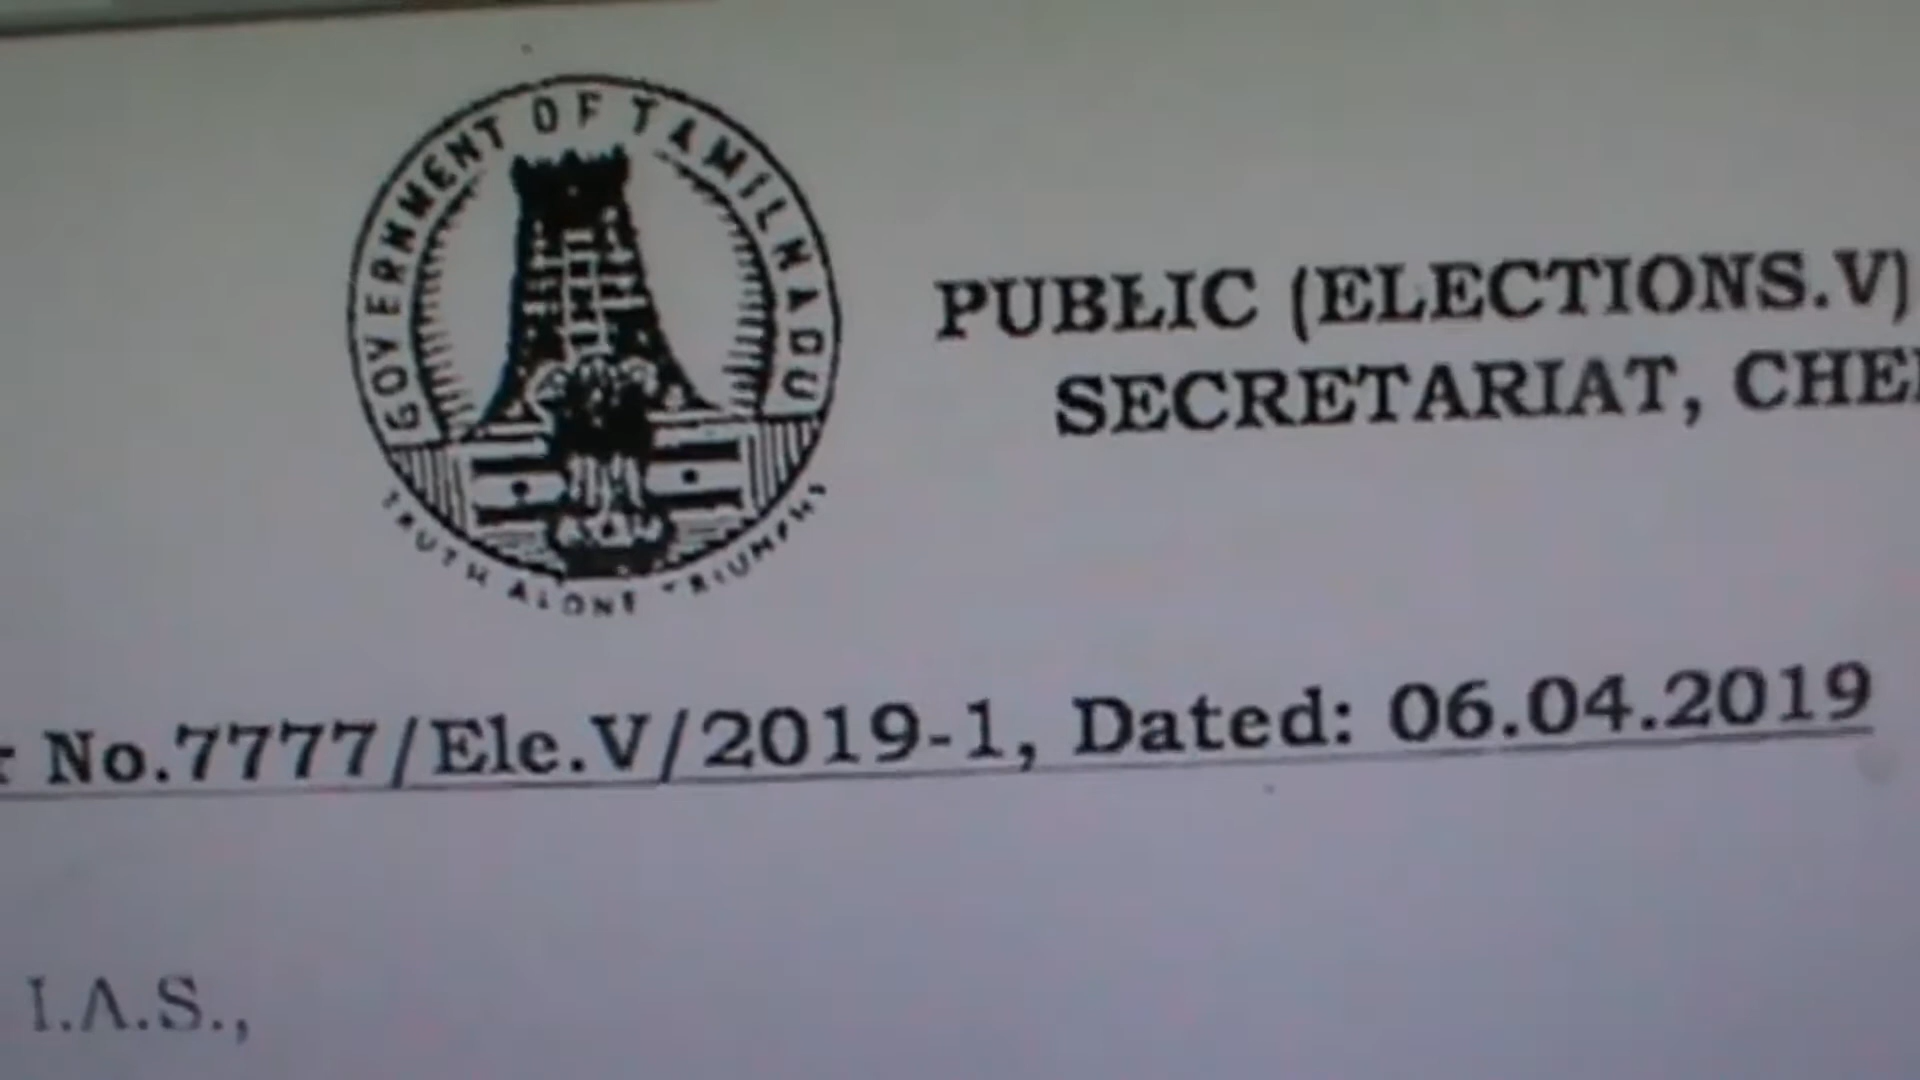 GOVERNMENT OF TAMILNADU
TRUTH ALONE TRIUMPHS
PUBLIC (ELECTIONS.V)
SECRETARIAT,
No.7777/Ele.V/2019-1, Dated: 06.04.2019
I.A.S.,